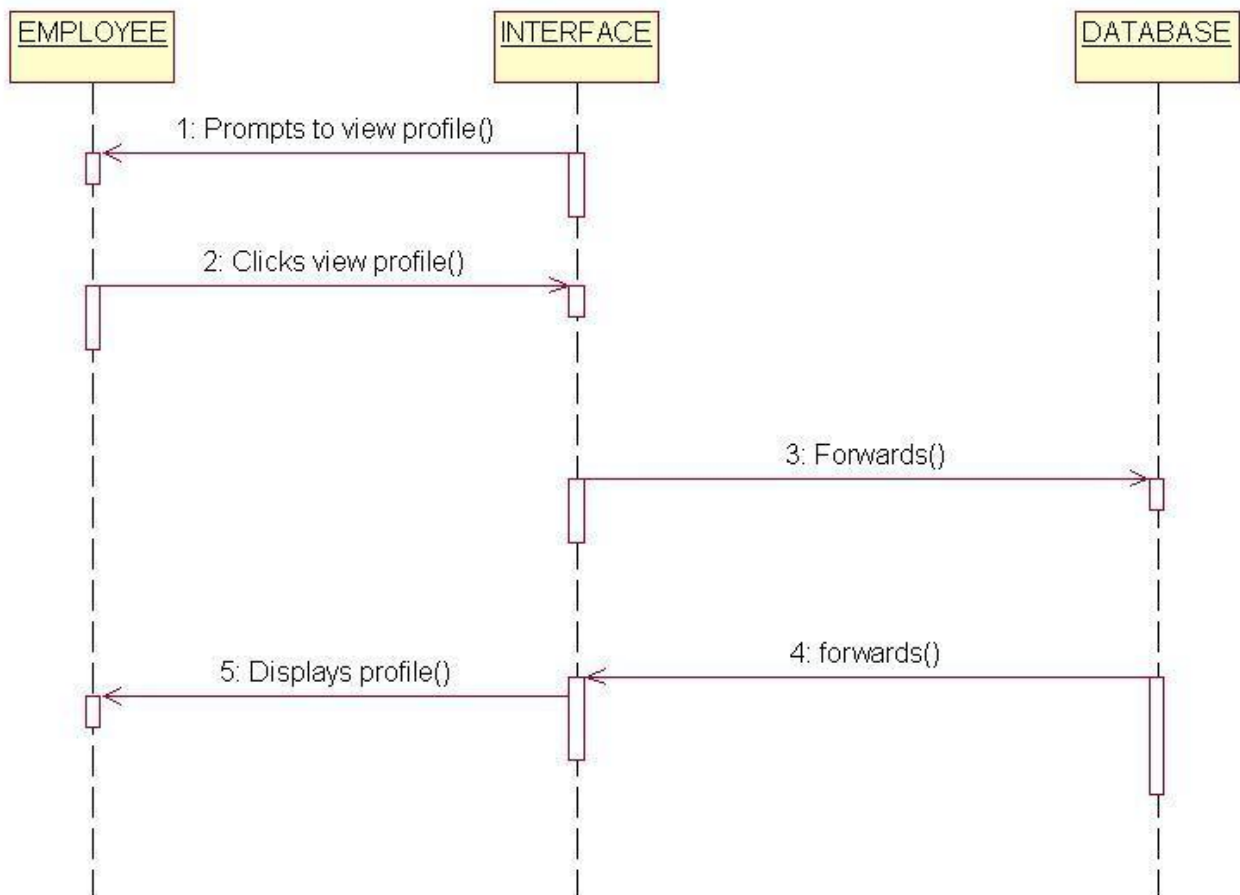 EMPLOYEE
INTERFACE
DATABASE
1: Prompts to view profile()
2: Clicks view profile()
3: Forwards()
4: forwards()
5: Displays profile()